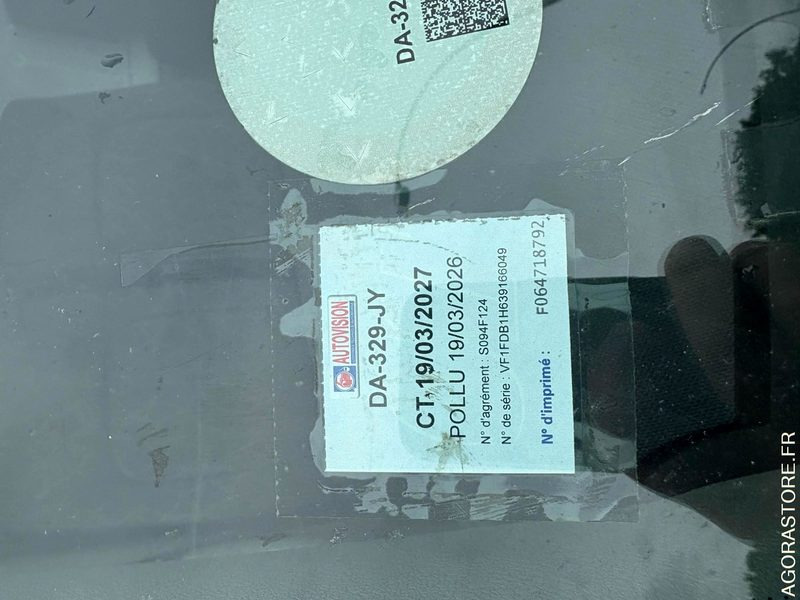 DA-32
AUTOVISION
DA-329-JY
CT 19/03/2027
POLLU 19/03/2026
N° d'agrément : S094F124
N° de série : VF1FDB1H639166049
N° d'imprimé : F064718792
AGORASTORE.FR